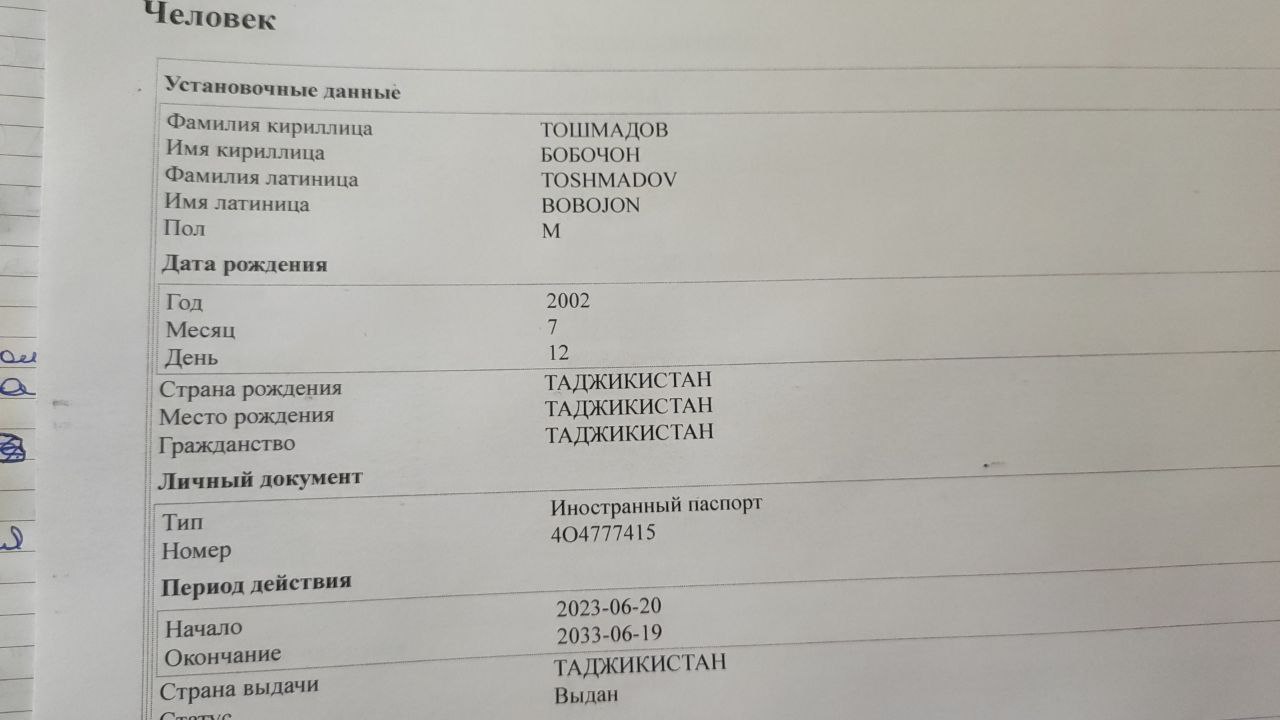 Человек
Установочные данные
Фамилия кириллица ТОШМАДОВ
Имя кириллица БОБОЧОН
Фамилия латиница TOSHMADOV
Имя латиница BOBOJON
Пол М
Дата рождения
Год 2002
Месяц 7
День 12
Страна рождения ТАДЖИКИСТАН
Место рождения ТАДЖИКИСТАН
Гражданство ТАДЖИКИСТАН
Личный документ
Тип Иностранный паспорт
Номер 4O4777415
Период действия
Начало 2023-06-20
Окончание 2033-06-19
Страна выдачи ТАДЖИКИСТАН
Статус Выдан